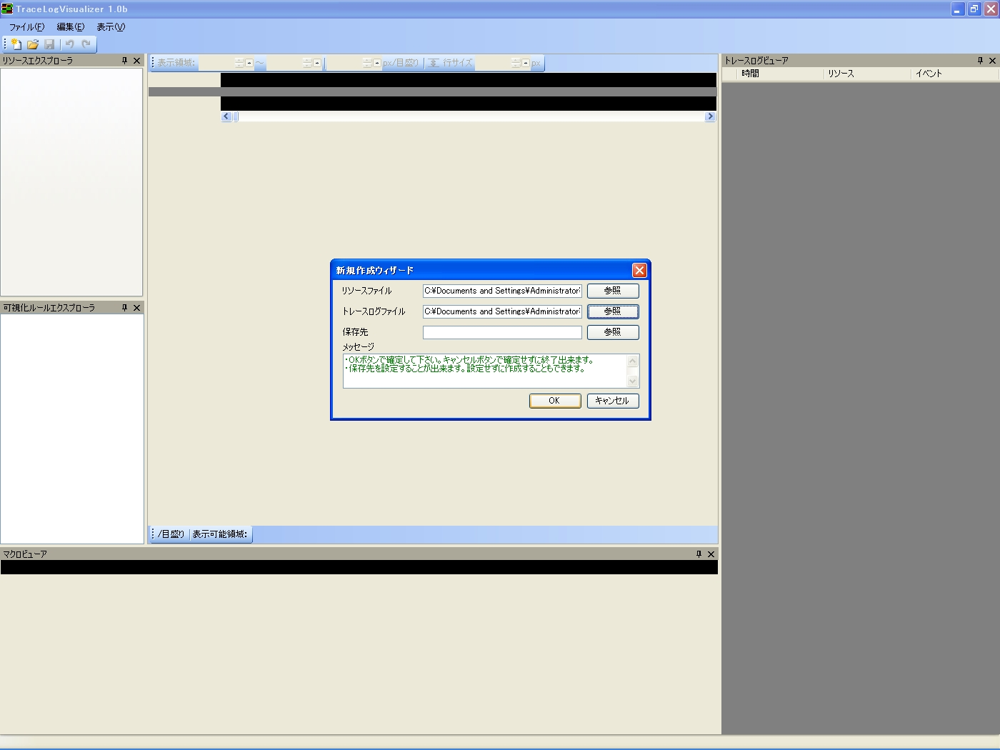 TraceLogVisualizer 1.0b
ファイル(F) 編集(E) 表示(V)
リソースエクスプローラ
表示領域: ～ px/目盛り 行サイズ px
トレースログビューア
時間 リソース イベント
新規作成ウィザード
リソースファイル C:¥Documents and Settings¥Administrator 参照
トレースログファイル C:¥Documents and Settings¥Administrator 参照
保存先 参照
メッセージ
・OKボタンで確定して下さい。キャンセルボタンで確定せずに終了出来ます。
・保存先を設定することが出来ます。設定せずに作成することもできます。
OK キャンセル
可視化ルールエクスプローラ
/目盛り 表示可能領域:
マクロビューア